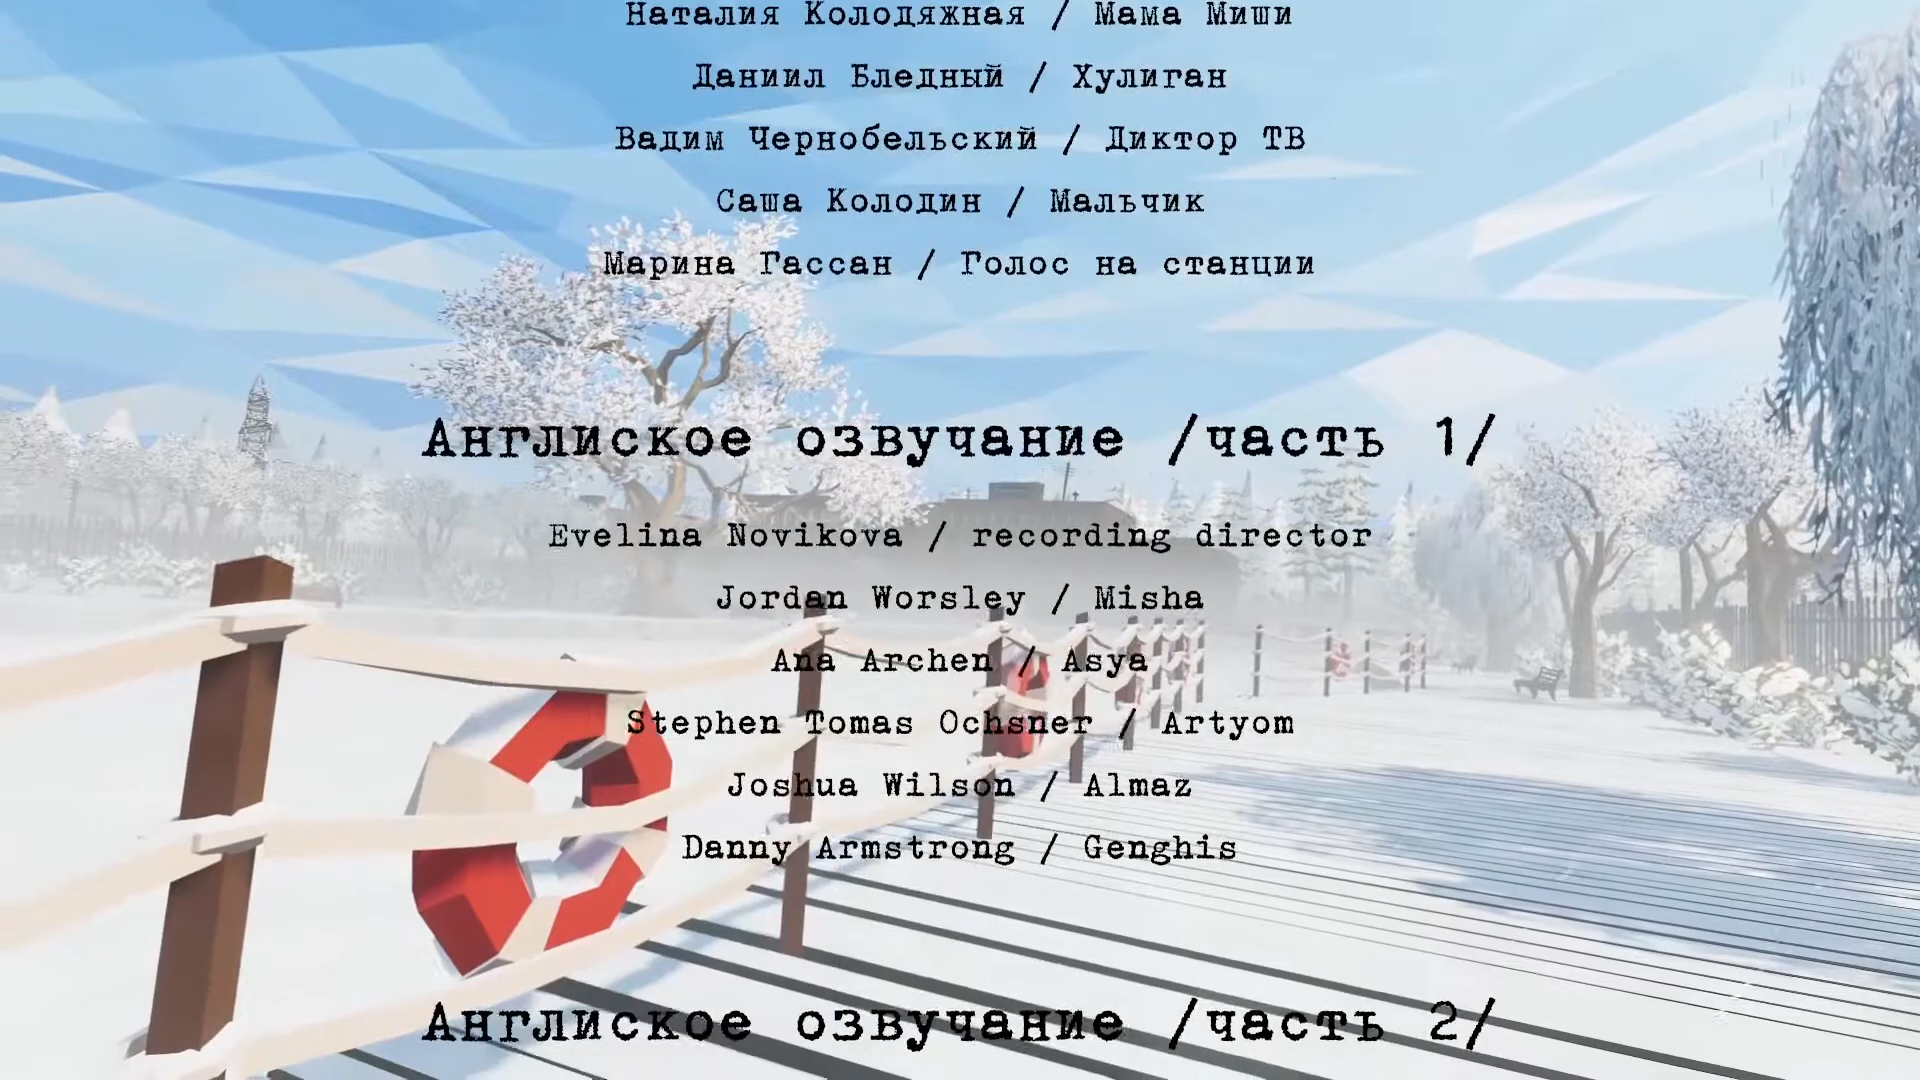 Наталия Колодяжная / Мама Миши
Даниил Бледный / Хулиган
Вадим Чернобельский / Диктор ТВ
Саша Колодин / Мальчик
Марина Гассан / Голос на станции
Англиское озвучание /часть 1/
Evelina Novikova / recording director
Jordan Worsley / Misha
Ana Archen / Asya
Stephen Tomas Ochsner / Artyom
Joshua Wilson / Almaz
Danny Armstrong / Genghis
Англиское озвучание /часть 2/